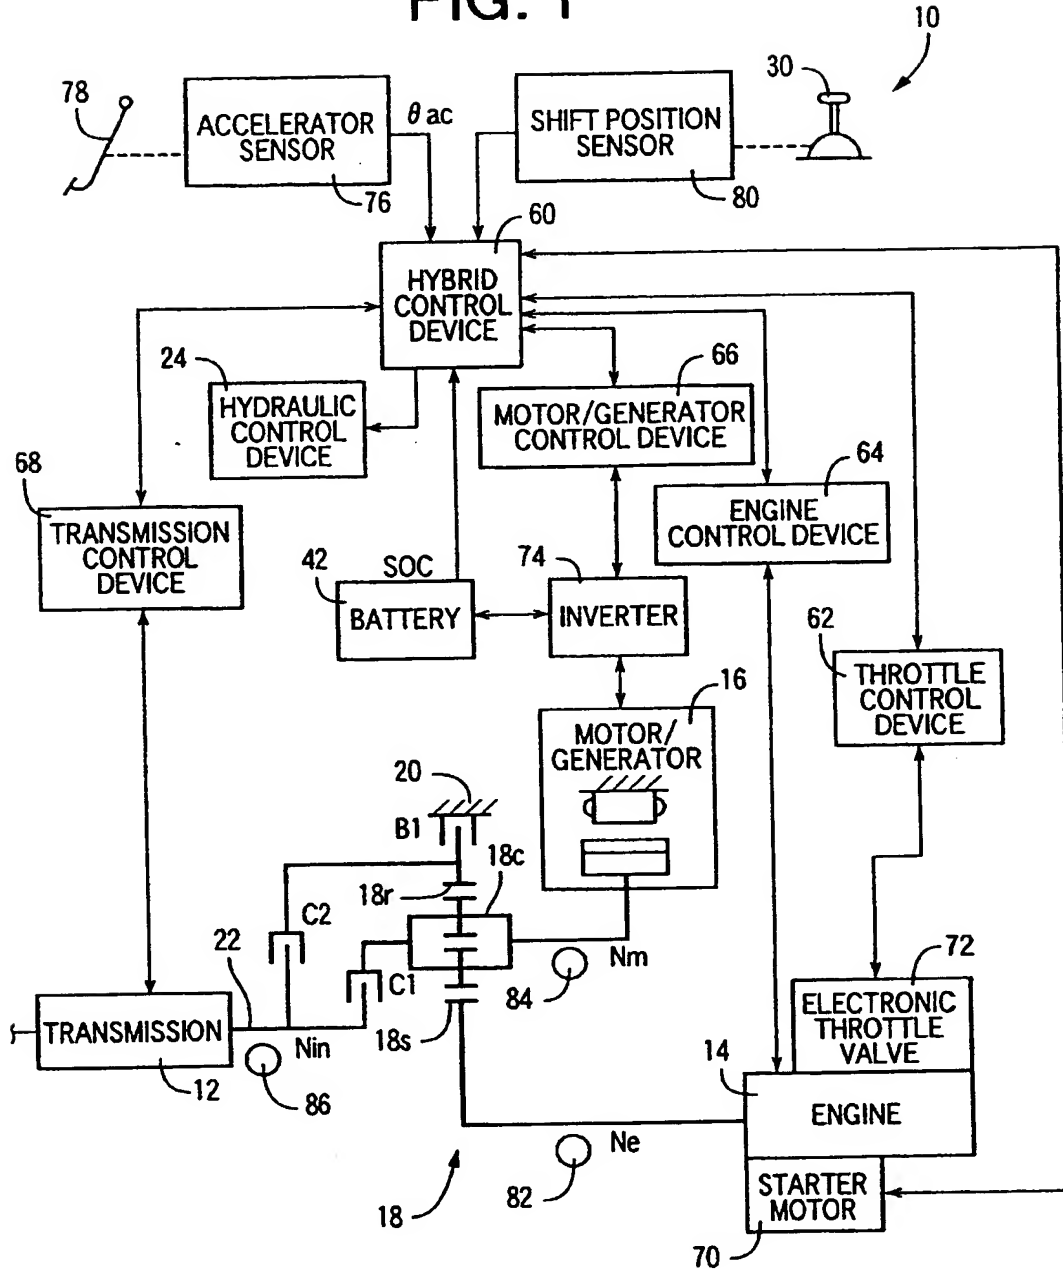 FIG. 1
10
78
ACCELERATOR
SENSOR
76
θ ac
SHIFT POSITION
SENSOR
80
30
60
HYBRID
CONTROL
DEVICE
24
HYDRAULIC
CONTROL
DEVICE
66
MOTOR/GENERATOR
CONTROL DEVICE
68
TRANSMISSION
CONTROL
DEVICE
64
ENGINE
CONTROL DEVICE
42
SOC
BATTERY
74
INVERTER
62
THROTTLE
CONTROL
DEVICE
16
MOTOR/
GENERATOR
20
B1
18r
18c
C2
22
C1
Nm
84
18s
TRANSMISSION
12
Nin
86
72
ELECTRONIC
THROTTLE
VALVE
14
ENGINE
Ne
82
18
STARTER
MOTOR
70